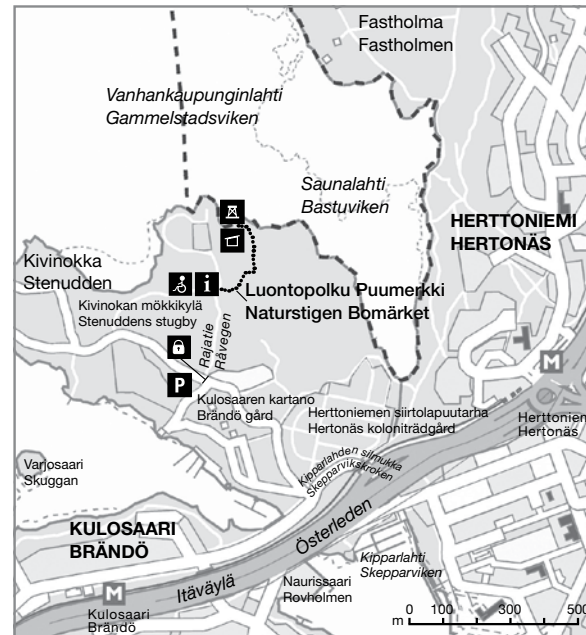 Fastholma
Fastholmen
Vanhankaupunginlahti
Gammelstadsviken
Saunalahti
Bastuviken
HERTTONIEMI
HERTONÄS
Kivinokka
Stenudden
i
Luontopolku Puumerkki
Naturstigen Bomärket
Kivinokan mökkikylä
Stenuddens stugby
Rajatie
Råvegen
P
Kulosaaren kartano
Brändö gård
Herttoniemen siirtolapuutarha
Hertonäs koloniträdgård
M
Herttoniem
Hertonäs
Kipparlahden silmukka
Skepparvikskroken
Varjosaari
Skuggan
KULOSAARI
BRÄNDÖ
Österleden
Itäväylä
Kipparlahti
Skepparviken
M
Kulosaari
Brändö
Naurissaari
Rovholmen
m 0 100 300 500